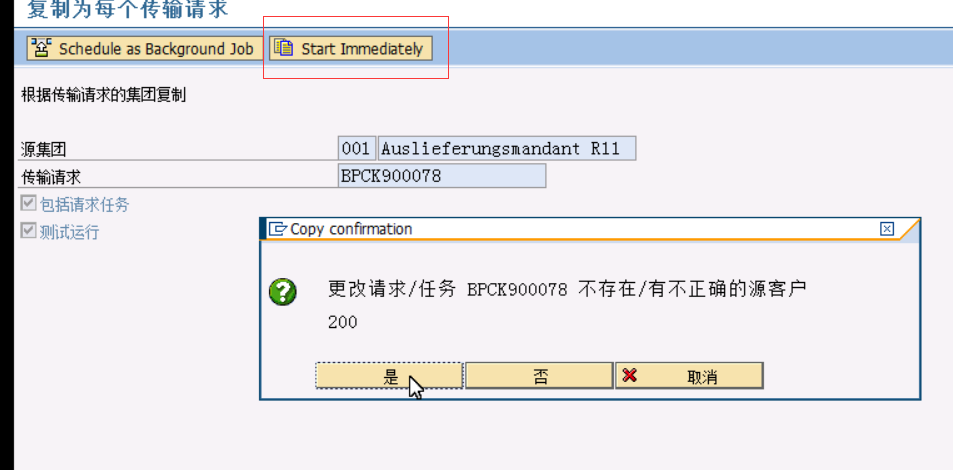 复制为每个传输请求
Schedule as Background Job Start Immediately
根据传输请求的集团复制
源集团 001 Auslieferungsmandant R11
传输请求 BPCK900078
包括请求任务
测试运行
Copy confirmation
更改请求/任务 BPCK900078 不存在/有不正确的源客户
200
是 否 取消